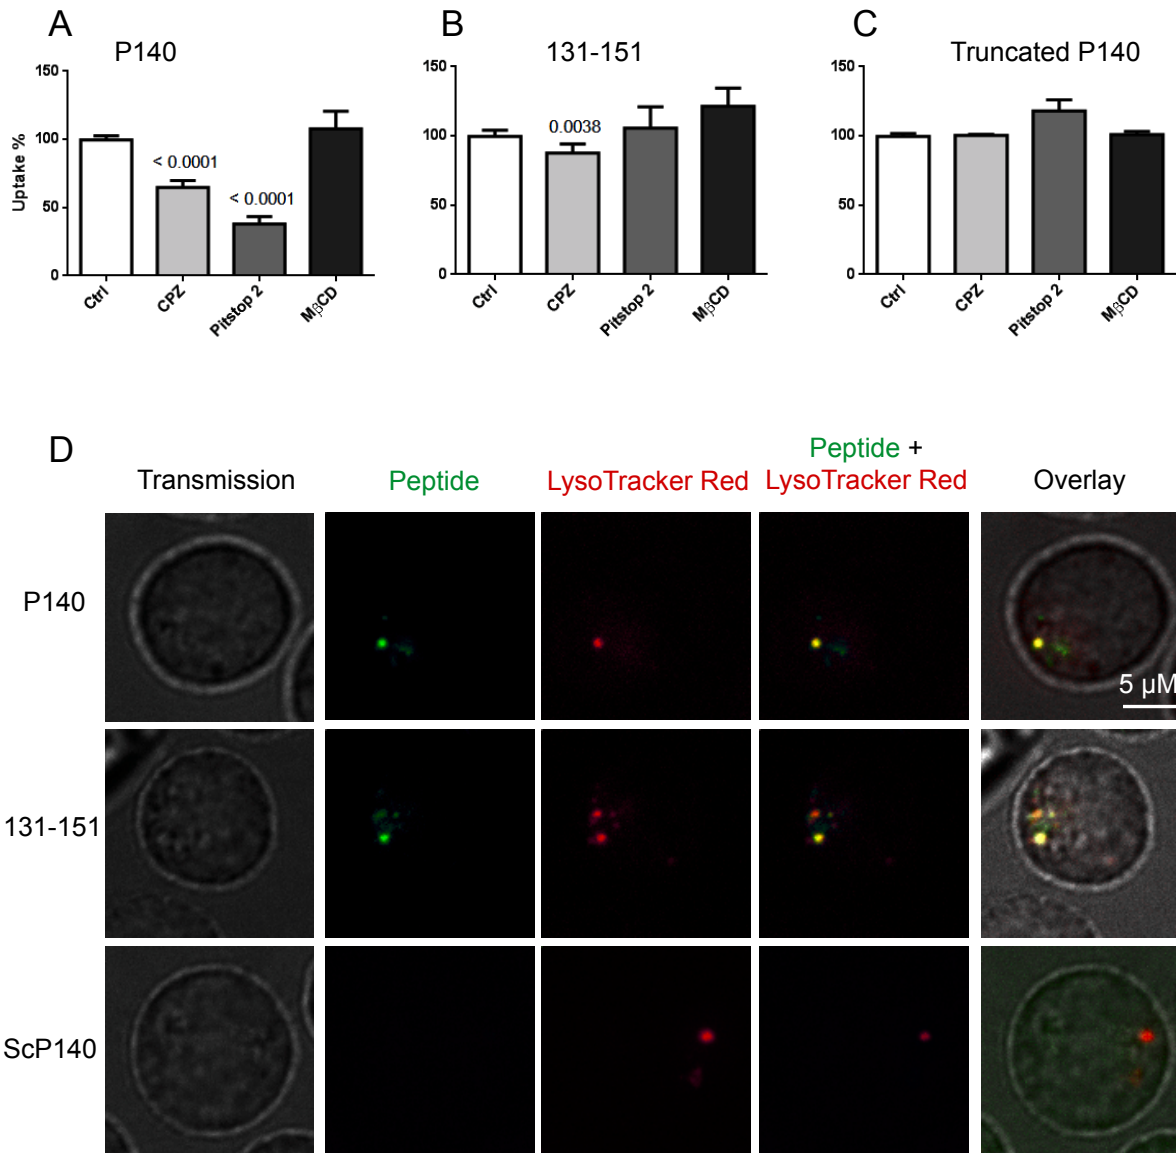 A
P140
150
100
50
0
Uptake %
< 0.0001
< 0.0001
Ctrl
CPZ
Pitstop 2
MβCD
B
131-151
150
100
50
0
0.0038
Ctrl
CPZ
Pitstop 2
MβCD
C
Truncated P140
150
100
50
0
Ctrl
CPZ
Pitstop 2
MβCD
D
Transmission
Peptide
LysoTracker Red
Peptide +
LysoTracker Red
Overlay
P140
5 µM
131-151
ScP140